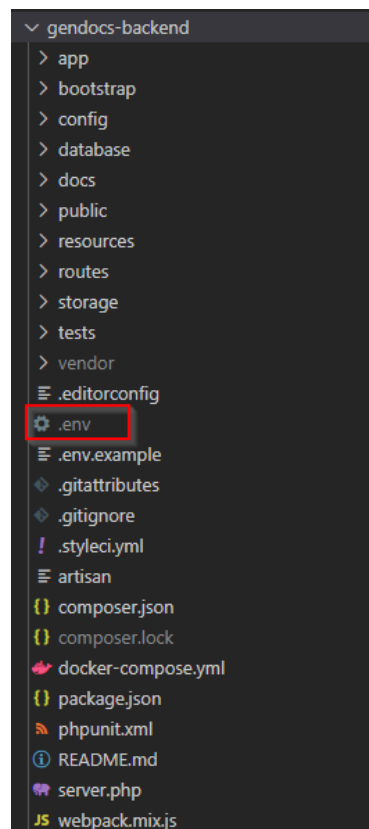 gendocs-backend
app
bootstrap
config
database
docs
public
resources
routes
storage
tests
vendor
.editorconfig
.env
.env.example
.gitattributes
.gitignore
! .styleci.yml
artisan
{} composer.json
{} composer.lock
docker-compose.yml
{} package.json
phpunit.xml
README.md
server.php
JS webpack.mix.js